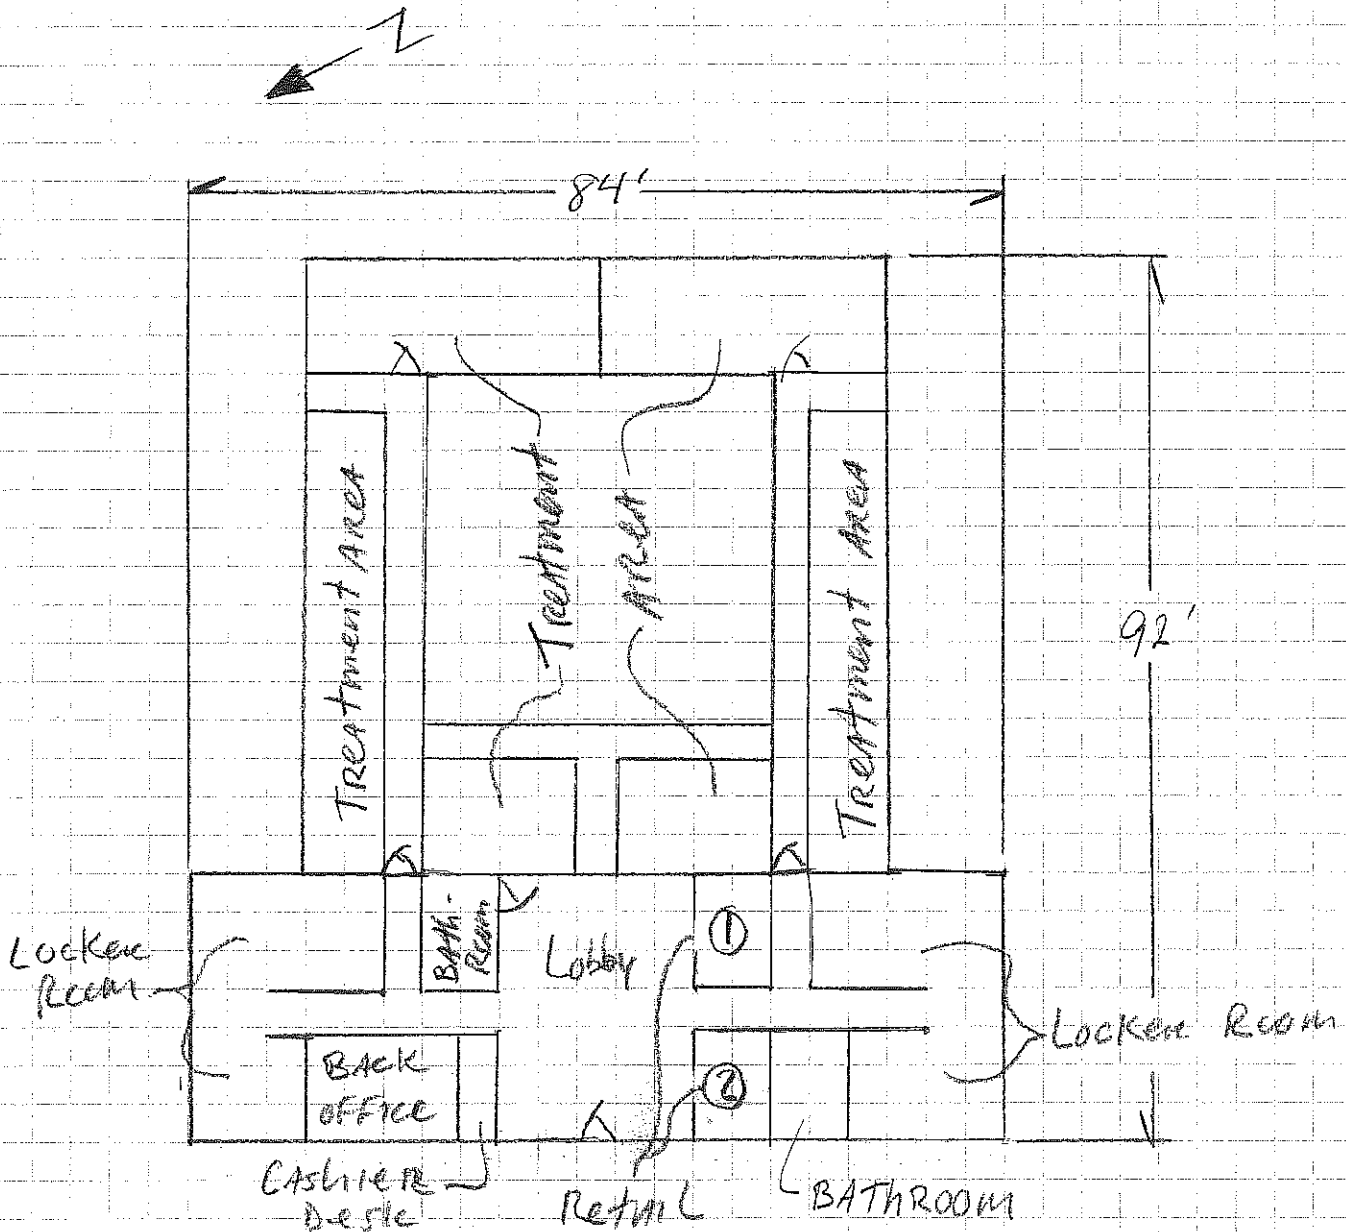 N
84'
92'
Treatment Area
Treatment
Area
Treatment Area
Bath-
Room
Lobby
①
Locker
Room
Locker Room
Back
Office
②
Cashier
Desk
Retail
BATHROOM